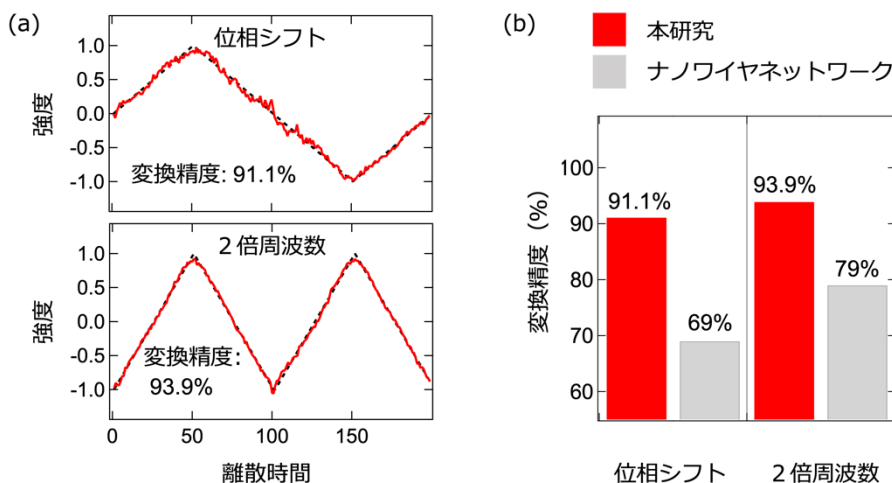 (a)
位相シフト
1.0
0.5
0.0
-0.5
-1.0
強度
変換精度: 91.1%
2倍周波数
1.0
0.5
0.0
-0.5
-1.0
強度
変換精度:
93.9%
0
50
100
150
離散時間
(b)
本研究
ナノワイヤネットワーク
100
90
80
70
60
変換精度 (%)
91.1%
69%
93.9%
79%
位相シフト
2倍周波数